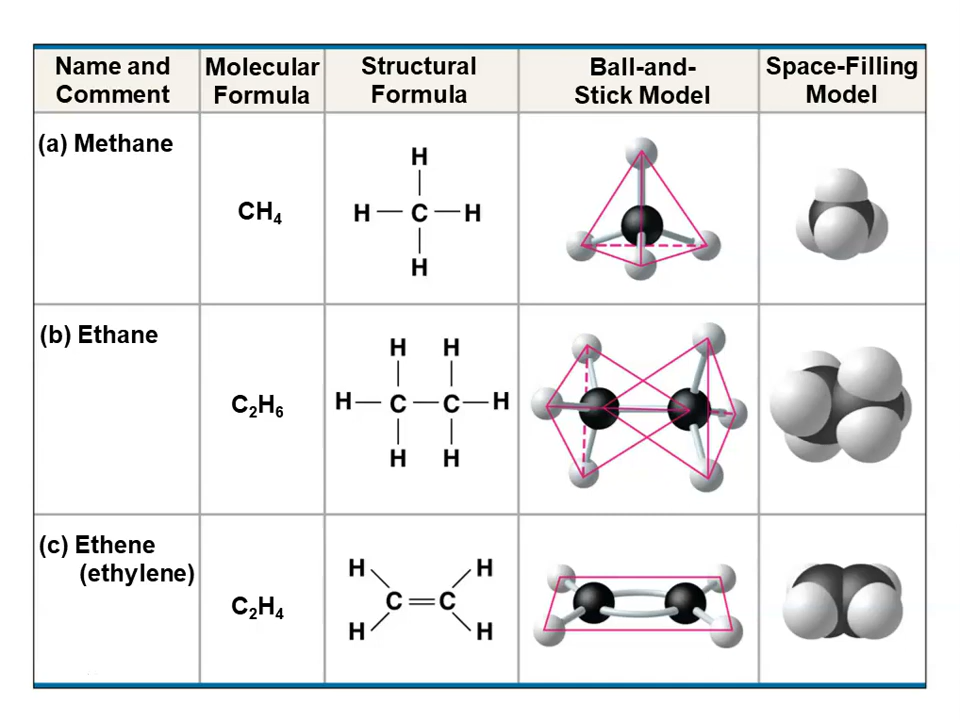 Name and Comment
Molecular Formula
Structural Formula
Ball-and-Stick Model
Space-Filling Model
(a) Methane
CH₄
H
H — C — H
H
(b) Ethane
C₂H₆
H H
H — C — C — H
H H
(c) Ethene
(ethylene)
C₂H₄
H H
C = C
H H